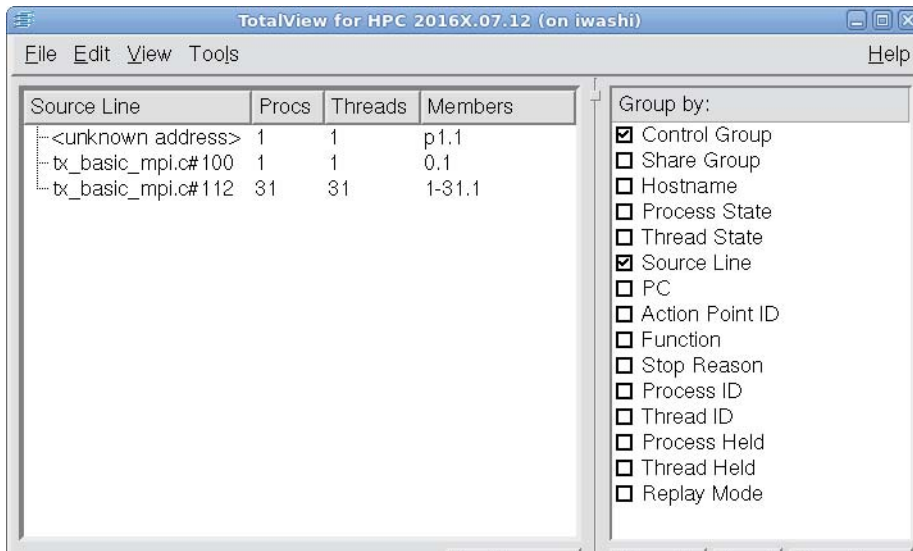 TotalView for HPC 2016X.07.12 (on iwashi)
File Edit View Tools Help
Source Line Procs Threads Members
<unknown address> 1 1 p1.1
tx_basic_mpi.c#100 1 1 0.1
tx_basic_mpi.c#112 31 31 1-31.1
Group by:
Control Group
Share Group
Hostname
Process State
Thread State
Source Line
PC
Action Point ID
Function
Stop Reason
Process ID
Thread ID
Process Held
Thread Held
Replay Mode